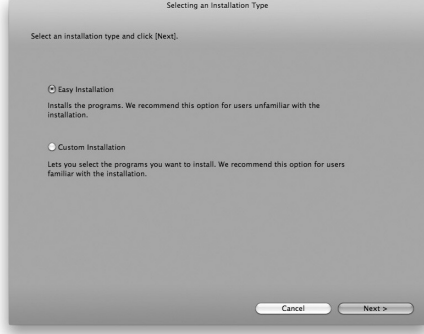 Selecting an Installation Type
Select an installation type and click [Next].
Easy Installation
Installs the programs. We recommend this option for users unfamiliar with the
installation.
Custom Installation
Lets you select the programs you want to install. We recommend this option for users
familiar with the installation.
Cancel
Next >